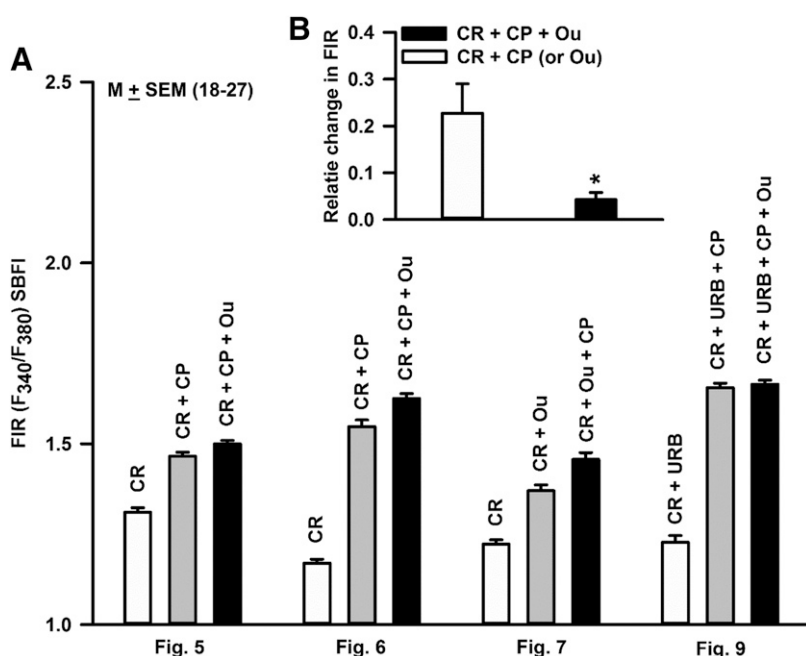 A
B
CR + CP + Ou
CR + CP (or Ou)
Relatie change in FIR
0.4
0.3
0.2
0.1
0.0
*
M ± SEM (18-27)
FIR (F340/F380) SBFI
2.5
2.0
1.5
1.0
CR
CR + CP
CR + CP + Ou
CR
CR + CP
CR + CP + Ou
CR
CR + Ou
CR + Ou + CP
CR + URB
CR + URB + CP
CR + URB + CP + Ou
Fig. 5
Fig. 6
Fig. 7
Fig. 9